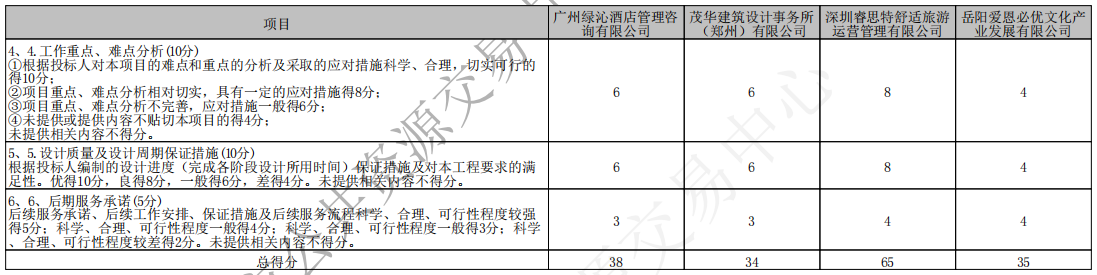 项目 广州绿沁酒店管理咨询有限公司 茂华建筑设计事务所（郑州）有限公司 深圳睿思特舒适旅游运营管理有限公司 岳阳爱恩必优文化产业发展有限公司
4、4.工作重点、难点分析(10分)
①根据投标人对本项目的难点和重点的分析及采取的应对措施科学、合理，切实可行的
得10分；
②项目重点、难点分析相对切实，具有一定的应对措施得8分；
③项目重点、难点分析不完善，应对措施一般得6分；
④未提供或提供内容不贴切本项目的得4分；
未提供相关内容不得分。
6 6 8 4
5、5.设计质量及设计周期保证措施(10分)
根据投标人编制的设计进度（完成各阶段设计所用时间）保证措施及对本工程要求的满
足性。优得10分，良得8分，一般得6分，差得4分。未提供相关内容不得分。
6 6 8 4
6、6、后期服务承诺(5分)
后续服务承诺、后续工作安排、保证措施及后续服务流程科学、合理、可行性程度较强
得5分；科学、合理、可行性程度一般得4分；科学、合理、可行性程度一般得3分；科学
、合理、可行性程度较差得2分。未提供相关内容不得分。
3 3 4 4
总得分 38 34 65 35
公共资源交易中心
资源交易中心